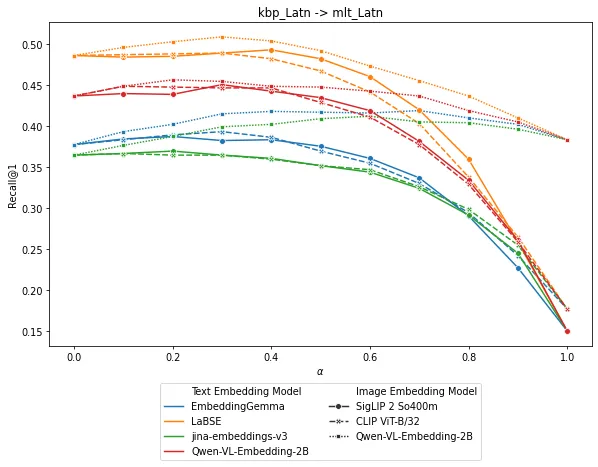 kbp_Latn -> mlt_Latn
Recall@1
0.50
0.45
0.40
0.35
0.30
0.25
0.20
0.15
0.0
0.2
0.4
0.6
0.8
1.0
α
Text Embedding Model
EmbeddingGemma
LaBSE
jina-embeddings-v3
Qwen-VL-Embedding-2B
Image Embedding Model
SigLIP 2 So400m
CLIP ViT-B/32
Qwen-VL-Embedding-2B